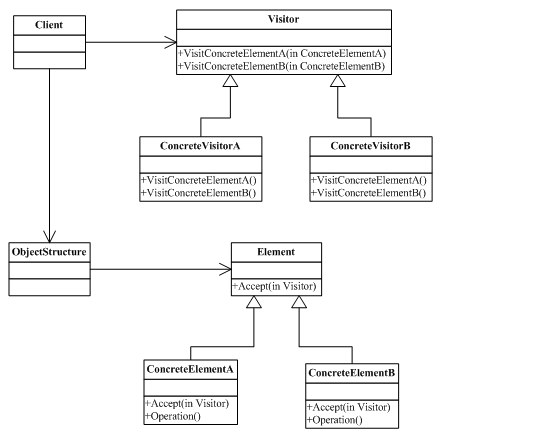 Client
Visitor
+VisitConcreteElementA(in ConcreteElementA)
+VisitConcreteElementB(in ConcreteElementB)
ConcreteVisitorA
+VisitConcreteElementA()
+VisitConcreteElementB()
ConcreteVisitorB
+VisitConcreteElementA()
+VisitConcreteElementB()
ObjectStructure
Element
+Accept(in Visitor)
ConcreteElementA
+Accept(in Visitor)
+Operation()
ConcreteElementB
+Accept(in Visitor)
+Operation()